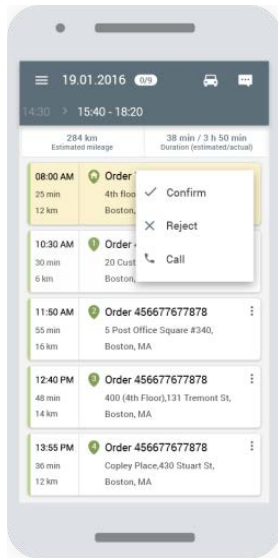 19.01.2016 0/9
14:30 > 15:40 - 18:20
284 km
Estimated mileage
38 min / 3 h 50 min
Duration (estimated/actual)
08:00 AM Order
25 min 4th floo
12 km Boston,
Confirm
Reject
Call
10:30 AM 1 Order
30 min 20 Cust
6 km Boston,
11:50 AM 2 Order 456677677878
55 min 5 Post Office Square #340,
16 km Boston, MA
12:40 PM 3 Order 456677677878
48 min 400 (4th Floor),131 Tremont St,
14 km Boston, MA
13:55 PM 4 Order 456677677878
36 min Copley Place,430 Stuart St,
12 km Boston, MA